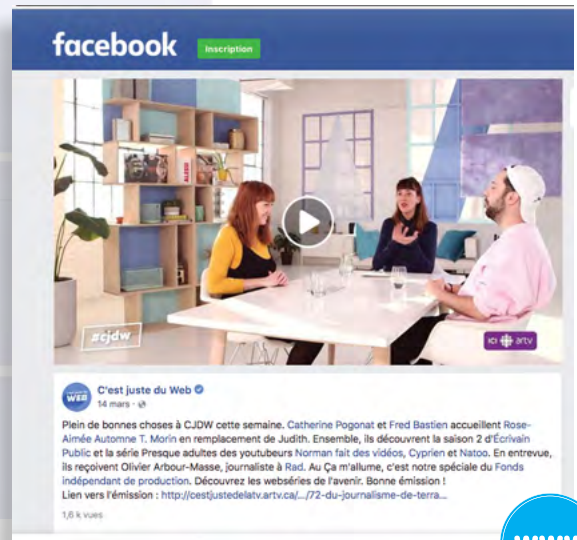 facebook
Inscription
#cjdw
ICI artv
WEB
C'est juste du Web
14 mars ·
Plein de bonnes choses à CJDW cette semaine. Catherine Pogonat et Fred Bastien accueillent Rose-
Aimée Automne T. Morin en remplacement de Judith. Ensemble, ils découvrent la saison 2 d'Écrivain
Public et la série Presque adultes des youtubeurs Norman fait des vidéos, Cyprien et Natoo. En entrevue,
ils reçoivent Olivier Arbour-Masse, journaliste à Rad. Au Ça m'allume, c'est notre spéciale du Fonds
indépendant de production. Découvrez les webséries de l'avenir. Bonne émission !
Lien vers l'émission : http://cestjustedelatv.artv.ca/.../72-du-journalisme-de-terra...
1,6 k vues